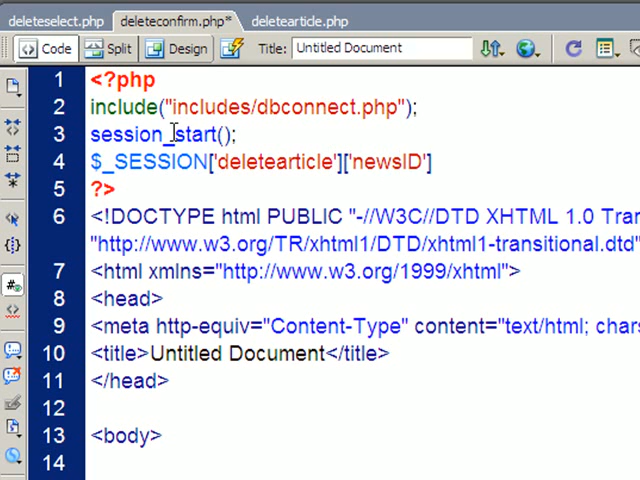 deleteselect.php deleteconfirm.php* deletearticle.php
Code Split Design Title: Untitled Document
1 <?php
2 include("includes/dbconnect.php");
3 session_start();
4 $_SESSION['deletearticle']['newsID']
5 ?>
6 <!DOCTYPE html PUBLIC "-//W3C//DTD XHTML 1.0 Tran
"http://www.w3.org/TR/xhtml1/DTD/xhtml1-transitional.dtd"
7 <html xmlns="http://www.w3.org/1999/xhtml">
8 <head>
9 <meta http-equiv="Content-Type" content="text/html; chars
10 <title>Untitled Document</title>
11 </head>
12
13 <body>
14